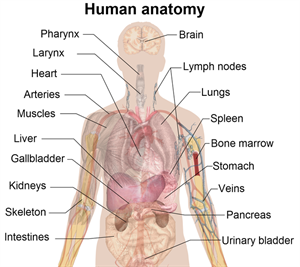 Human anatomy
Pharynx
Larynx
Heart
Arteries
Muscles
Liver
Gallbladder
Kidneys
Skeleton
Intestines
Brain
Lymph nodes
Lungs
Spleen
Bone marrow
Stomach
Veins
Pancreas
Urinary bladder